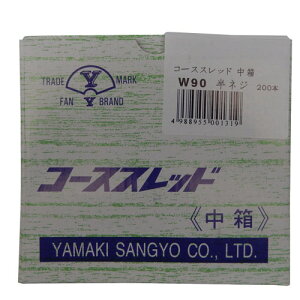 TRADE Y MARK
FAN Y BRAND
コーススレッド 中箱
W90 半ネジ 200本
4 988955 001319
コーススレッド
《中箱》
YAMAKI SANGYO CO., LTD.